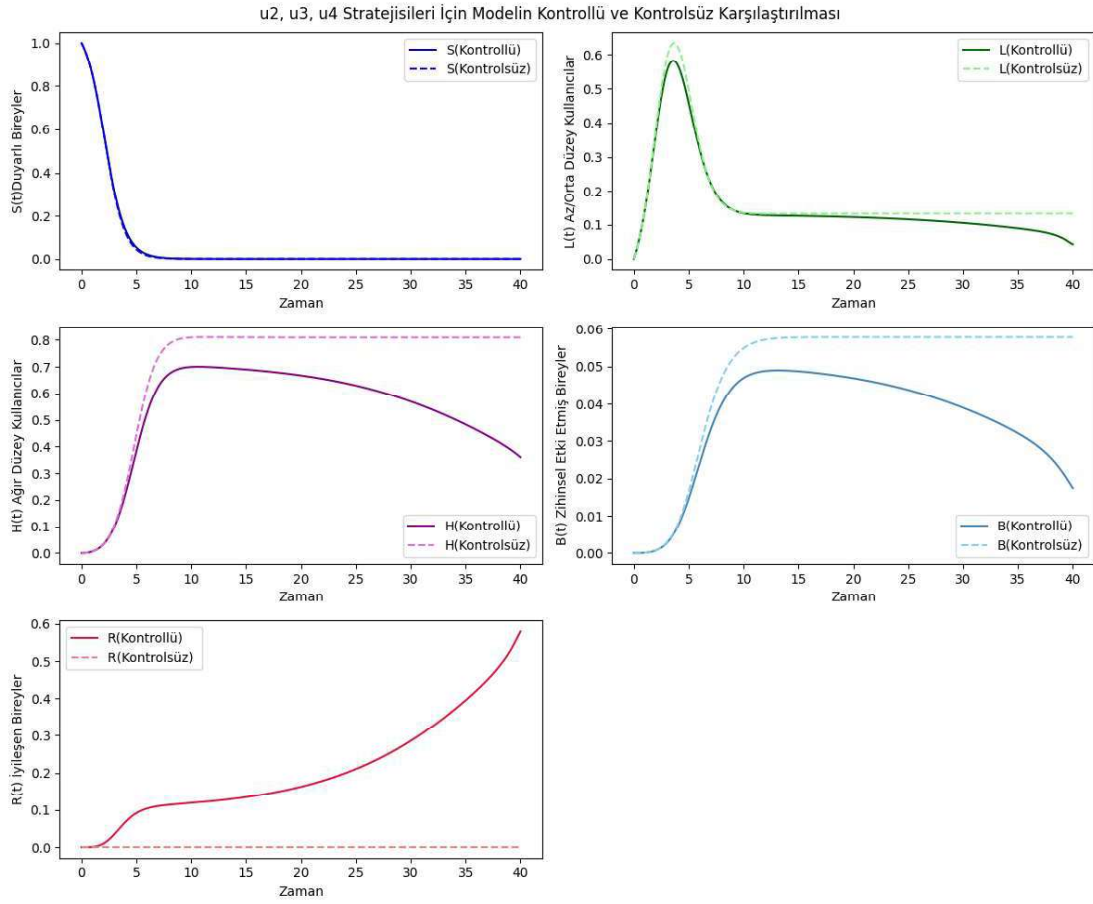 u2, u3, u4 Stratejisileri İçin Modelin Kontrollü ve Kontrolsüz Karşılaştırılması
S(t)Duyarlı Bireyler
1.0
0.8
0.6
0.4
0.2
0.0
S(Kontrollü)
S(Kontrolsüz)
0 5 10 15 20 25 30 35 40
Zaman
L(t) Az/Orta Düzey Kullanıcılar
0.6
0.5
0.4
0.3
0.2
0.1
0.0
L(Kontrollü)
L(Kontrolsüz)
0 5 10 15 20 25 30 35 40
Zaman
H(t) Ağır Düzey Kullanıcılar
0.8
0.7
0.6
0.5
0.4
0.3
0.2
0.1
0.0
H(Kontrollü)
H(Kontrolsüz)
0 5 10 15 20 25 30 35 40
Zaman
B(t) Zihinsel Etki Etmiş Bireyler
0.06
0.05
0.04
0.03
0.02
0.01
0.00
B(Kontrollü)
B(Kontrolsüz)
0 5 10 15 20 25 30 35 40
Zaman
R(t) İyileşen Bireyler
0.6
0.5
0.4
0.3
0.2
0.1
0.0
R(Kontrollü)
R(Kontrolsüz)
0 5 10 15 20 25 30 35 40
Zaman